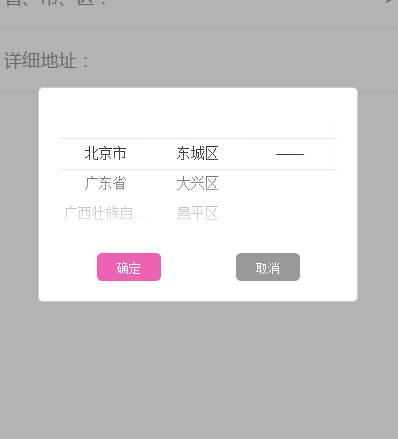 省、市、区：
详细地址：
北京市 东城区 ——
广东省 大兴区
广西壮族自... 昌平区
确定 取消